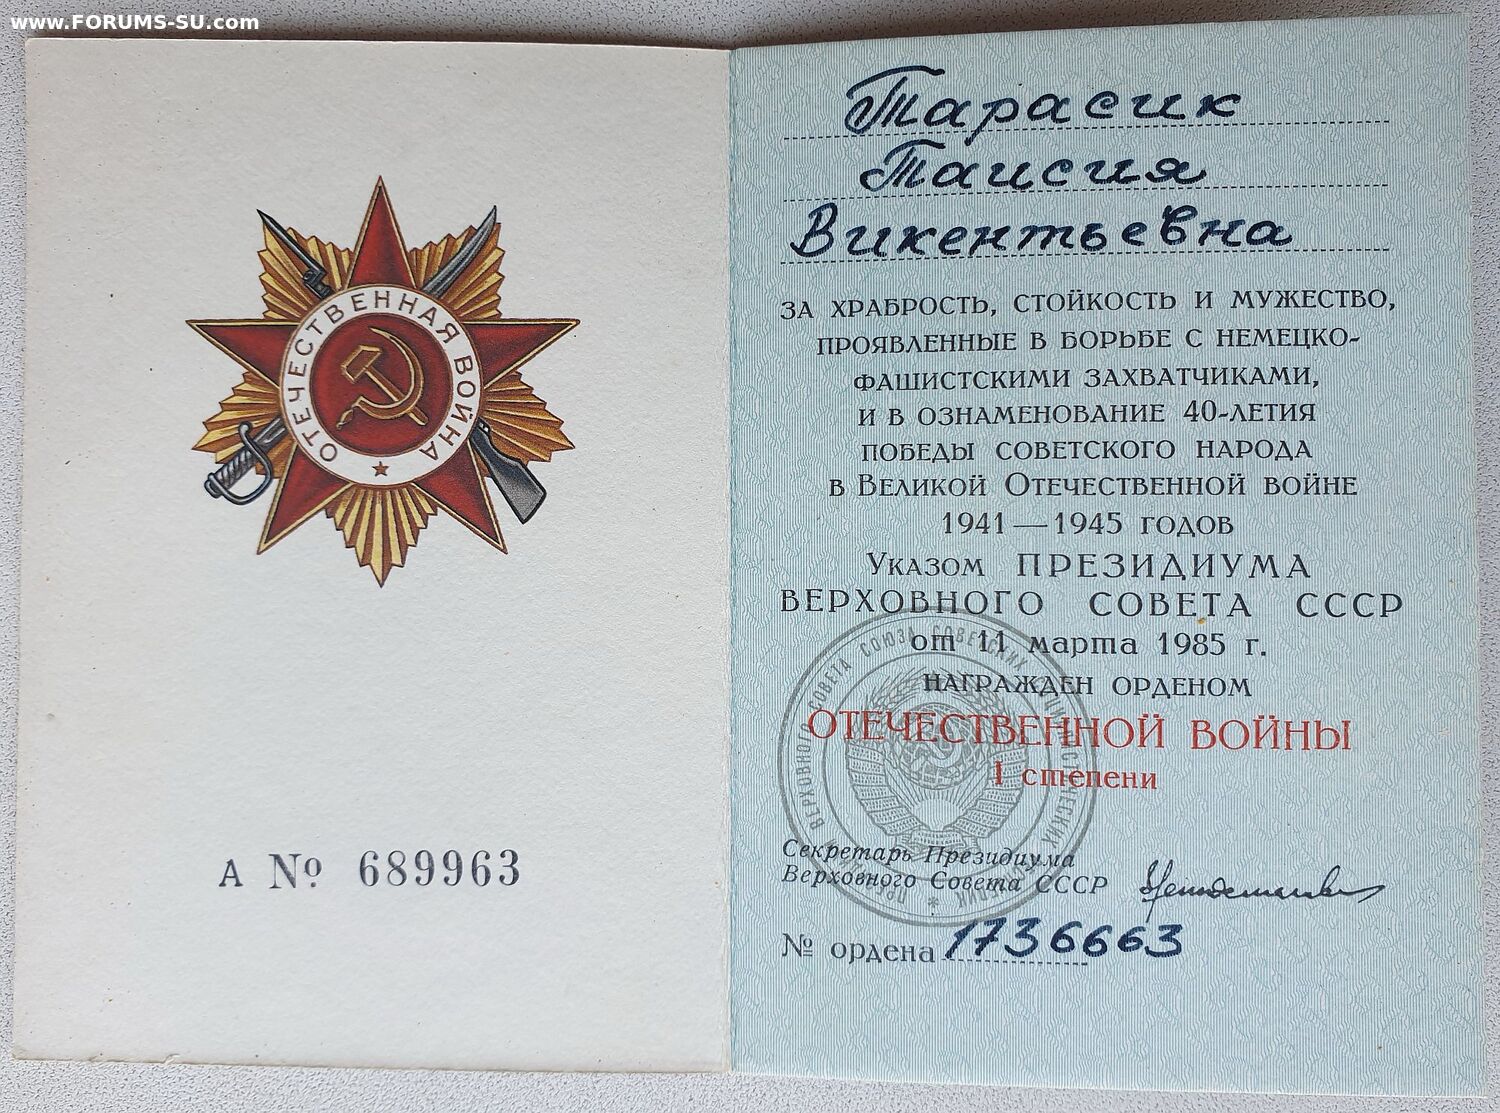 www.FORUMS-SU.com
ОТЕЧЕСТВЕННАЯ ВОЙНА
А № 689963
Тарасик
Таисия
Викентьевна
ЗА ХРАБРОСТЬ, СТОЙКОСТЬ И МУЖЕСТВО,
ПРОЯВЛЕННЫЕ В БОРЬБЕ С НЕМЕЦКО-
ФАШИСТСКИМИ ЗАХВАТЧИКАМИ,
И В ОЗНАМЕНОВАНИЕ 40-ЛЕТИЯ
ПОБЕДЫ СОВЕТСКОГО НАРОДА
В ВЕЛИКОЙ ОТЕЧЕСТВЕННОЙ ВОЙНЕ
1941—1945 ГОДОВ
УКАЗОМ ПРЕЗИДИУМА
ВЕРХОВНОГО СОВЕТА СССР
от 11 марта 1985 г.
НАГРАЖДЕН ОРДЕНОМ
ОТЕЧЕСТВЕННОЙ ВОЙНЫ
I степени
Секретарь Президиума
Верховного Совета СССР
№ ордена 1736663